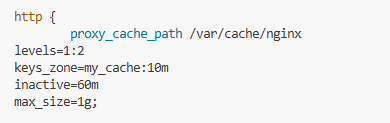 http {
proxy_cache_path /var/cache/nginx
levels=1:2
keys_zone=my_cache:10m
inactive=60m
max_size=1g;